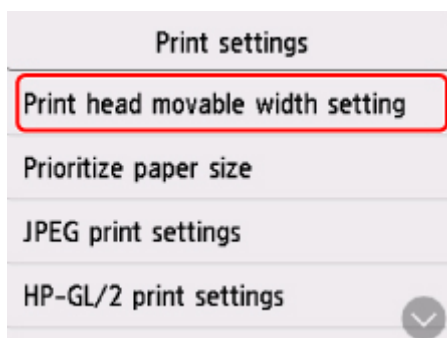 Print settings
Print head movable width setting
Prioritize paper size
JPEG print settings
HP-GL/2 print settings